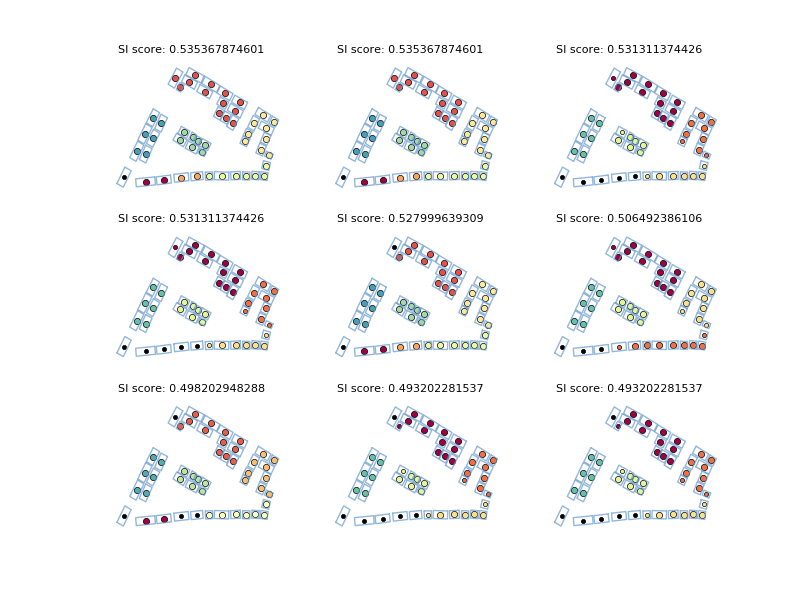 SI score: 0.535367874601
SI score: 0.535367874601
SI score: 0.531311374426
SI score: 0.531311374426
SI score: 0.527999639309
SI score: 0.506492386106
SI score: 0.498202948288
SI score: 0.493202281537
SI score: 0.493202281537